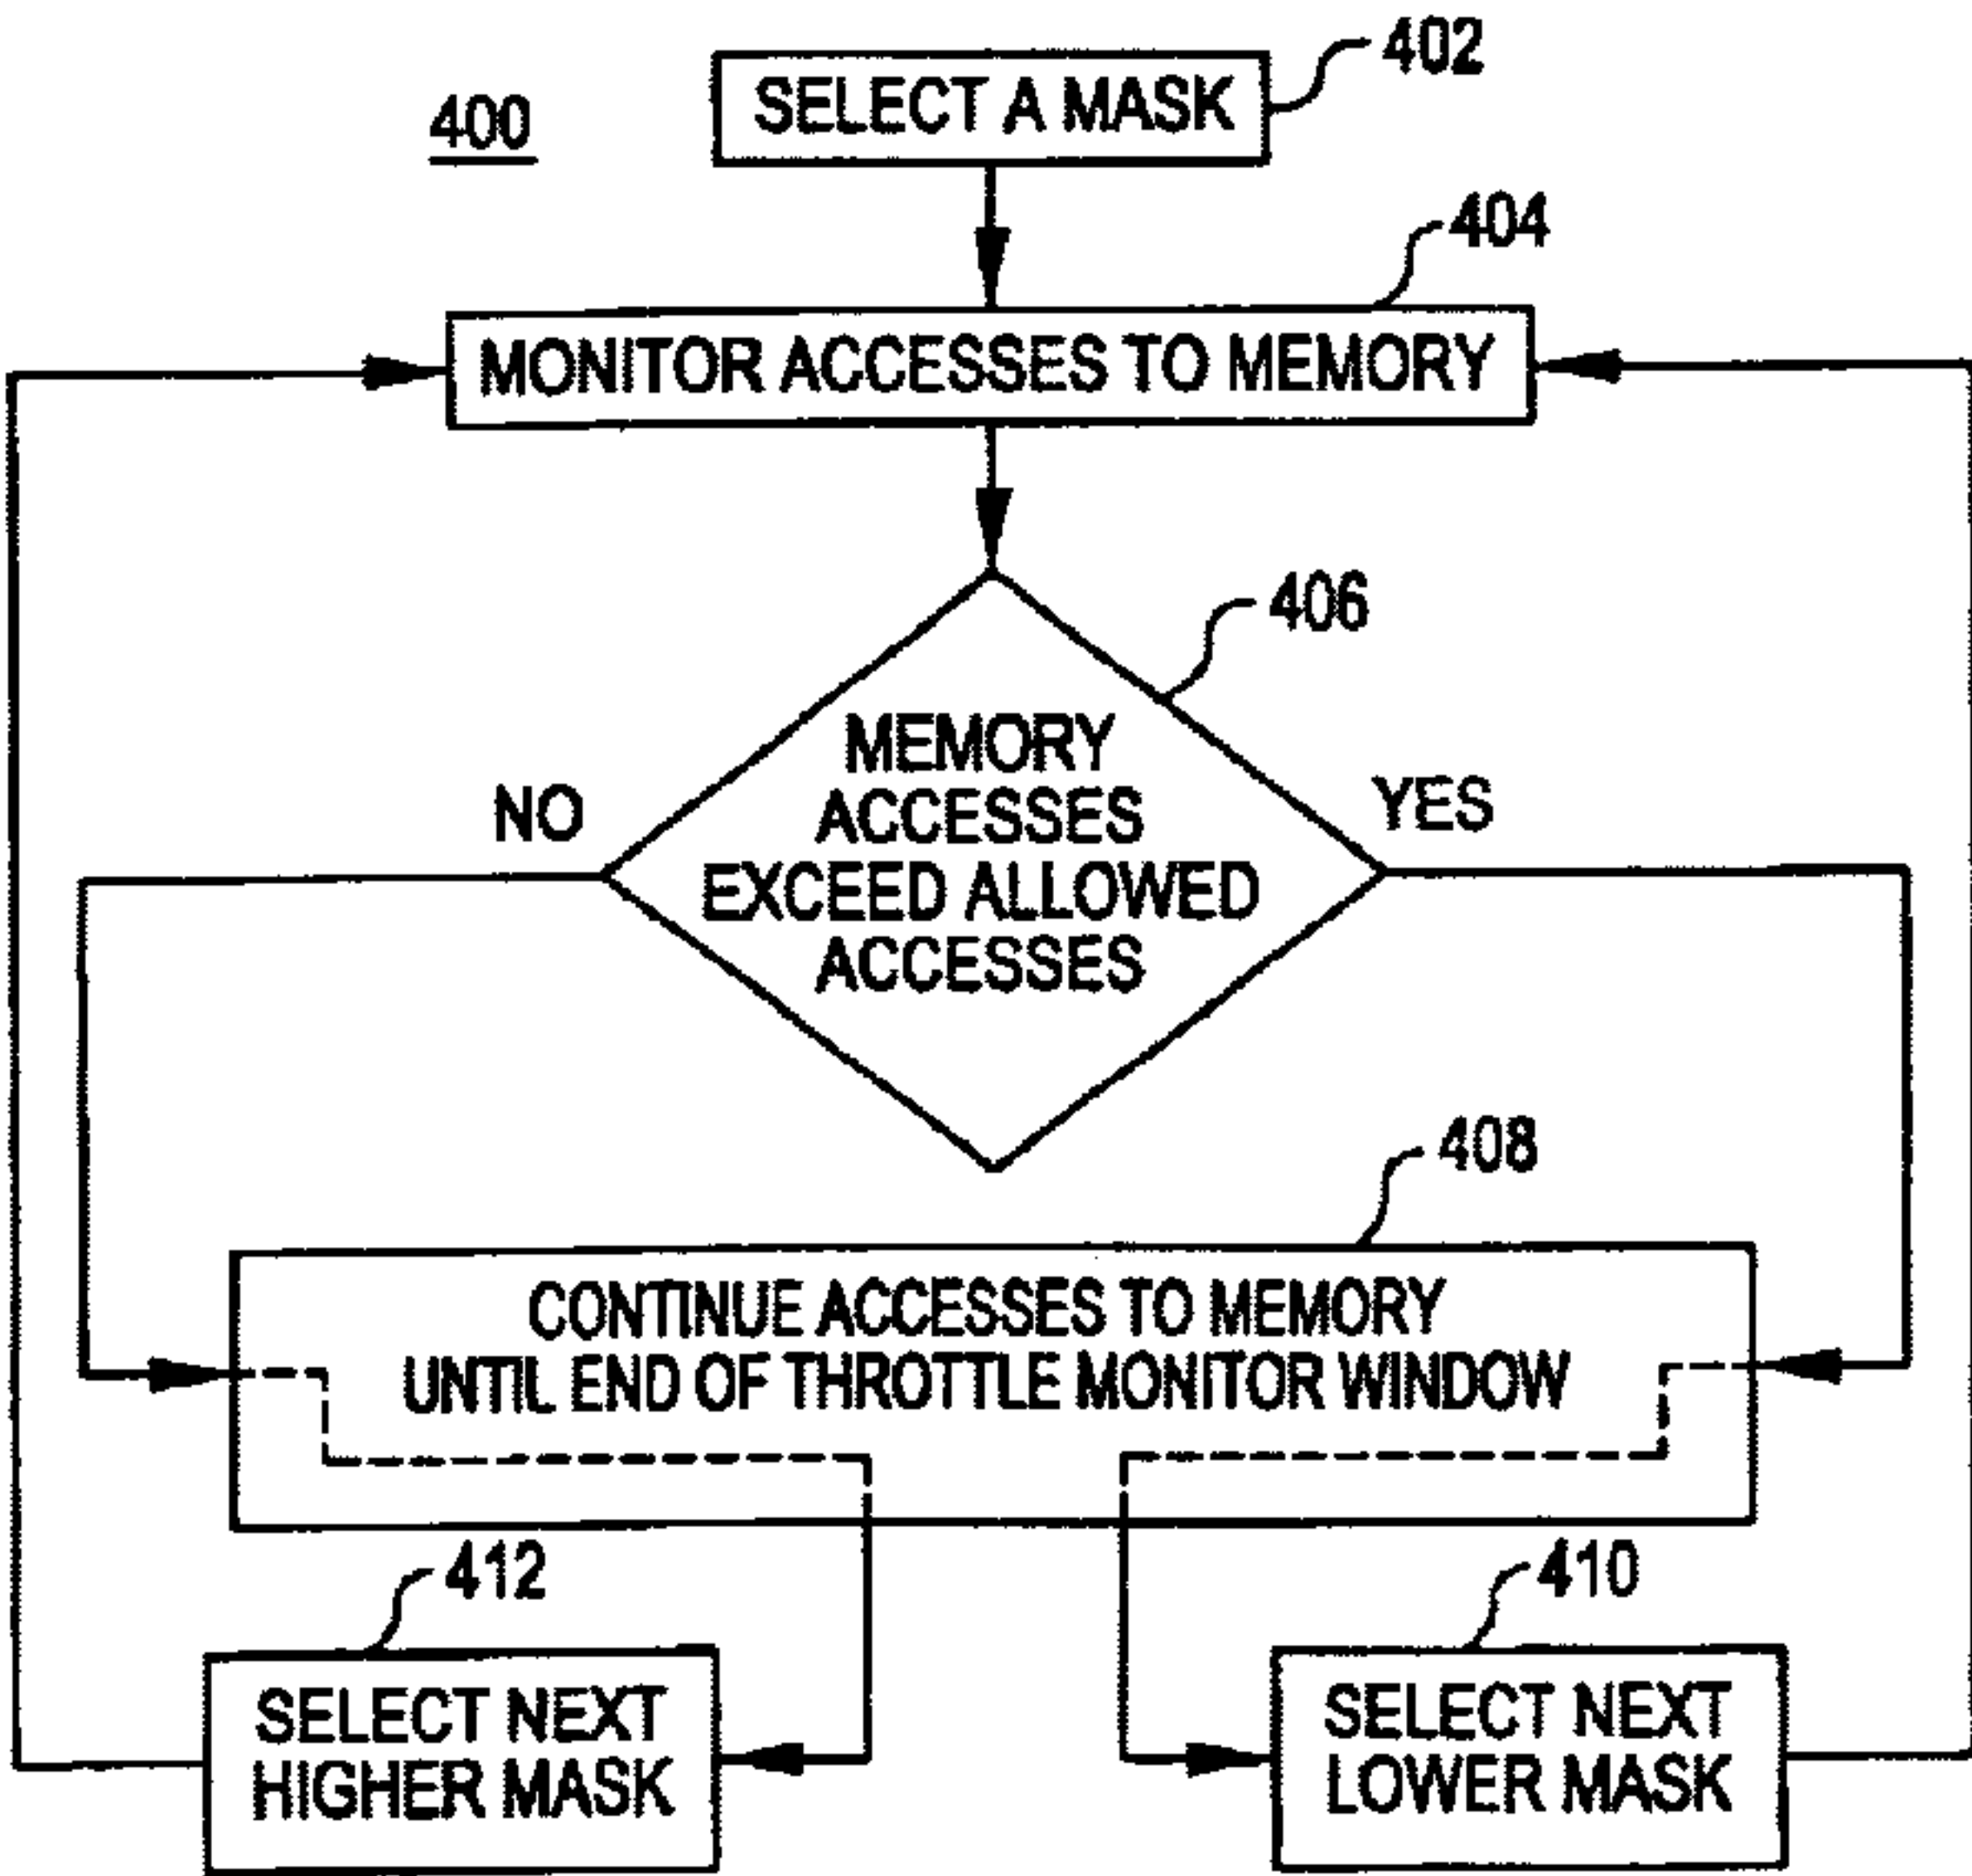 402
SELECT A MASK
400
404
MONITOR ACCESSES TO MEMORY
406
MEMORY
ACCESSES
EXCEED ALLOWED
ACCESSES
NO
YES
408
CONTINUE ACCESSES TO MEMORY
UNTIL END OF THROTTLE MONITOR WINDOW
412
410
SELECT NEXT
HIGHER MASK
SELECT NEXT
LOWER MASK